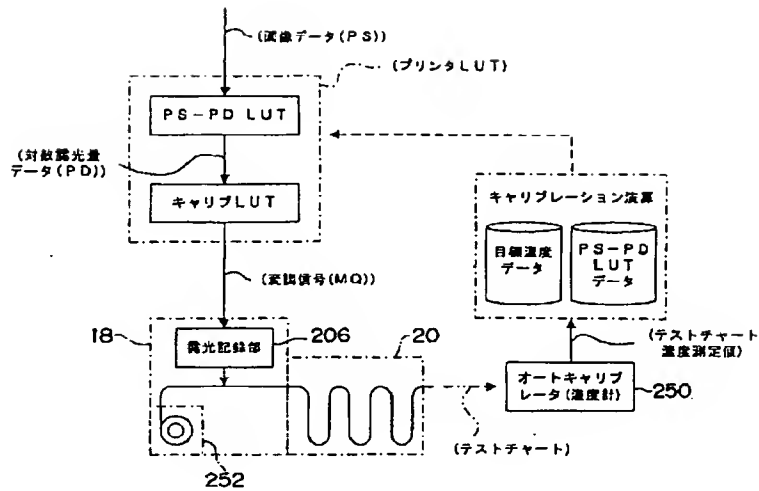 (画像データ(PS))
(プリンタLUT)
PS-PD LUT
(対数露光量
データ(PD))
キャリブLUT
キャリブレーション演算
目標濃度
データ
PS-PD
LUT
データ
(変調信号(MQ))
18
露光記録部
206
20
(テストチャート
濃度測定値)
オートキャリブ
レータ(濃度計)
250
(テストチャート)
252